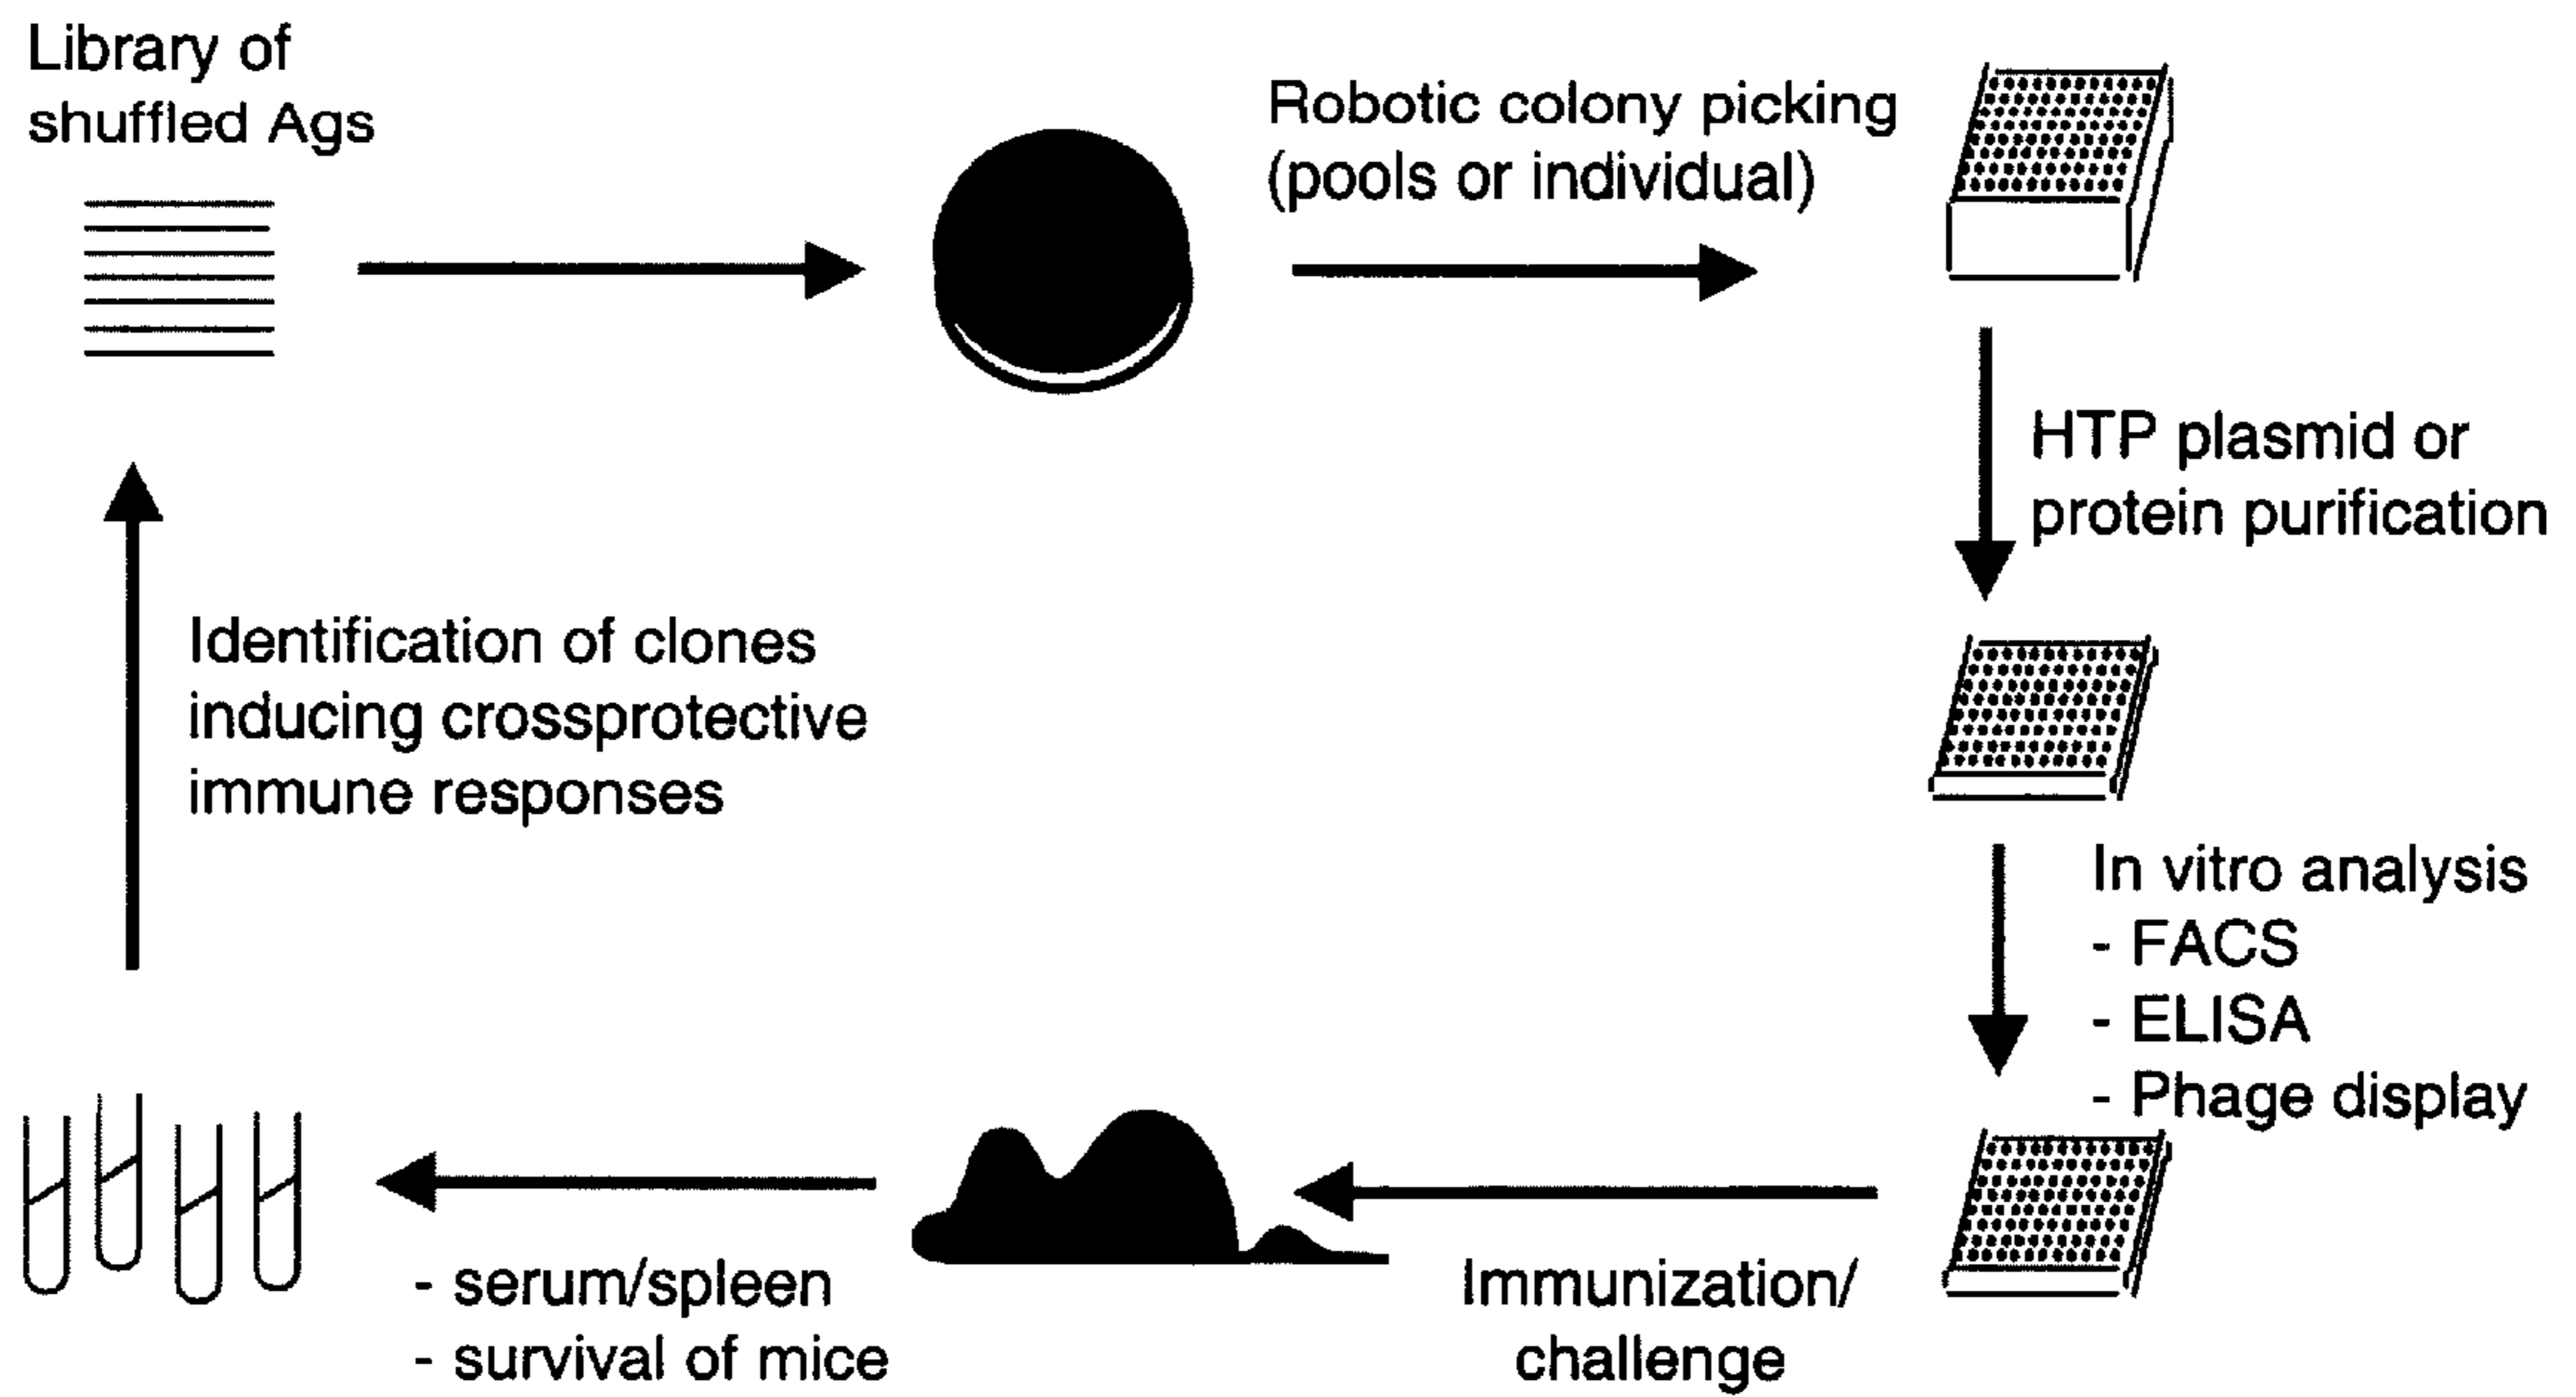 Library of
shuffled Ags
Robotic colony picking
(pools or individual)
HTP plasmid or
protein purification
In vitro analysis
- FACS
- ELISA
- Phage display
Immunization/
challenge
- serum/spleen
- survival of mice
Identification of clones
inducing crossprotective
immune responses